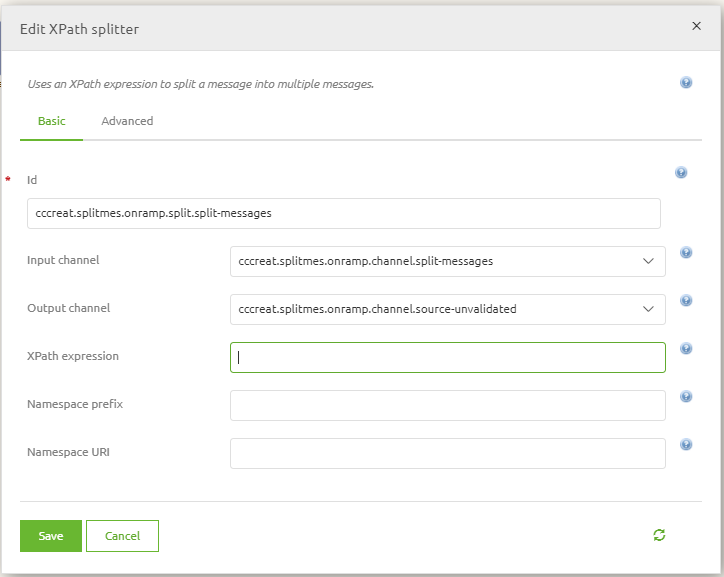 Edit XPath splitter
Uses an XPath expression to split a message into multiple messages.
Basic Advanced
* Id
cccreat.splitmes.onramp.split.split-messages
Input channel cccreat.splitmes.onramp.channel.split-messages
Output channel cccreat.splitmes.onramp.channel.source-unvalidated
XPath expression
Namespace prefix
Namespace URI
Save Cancel